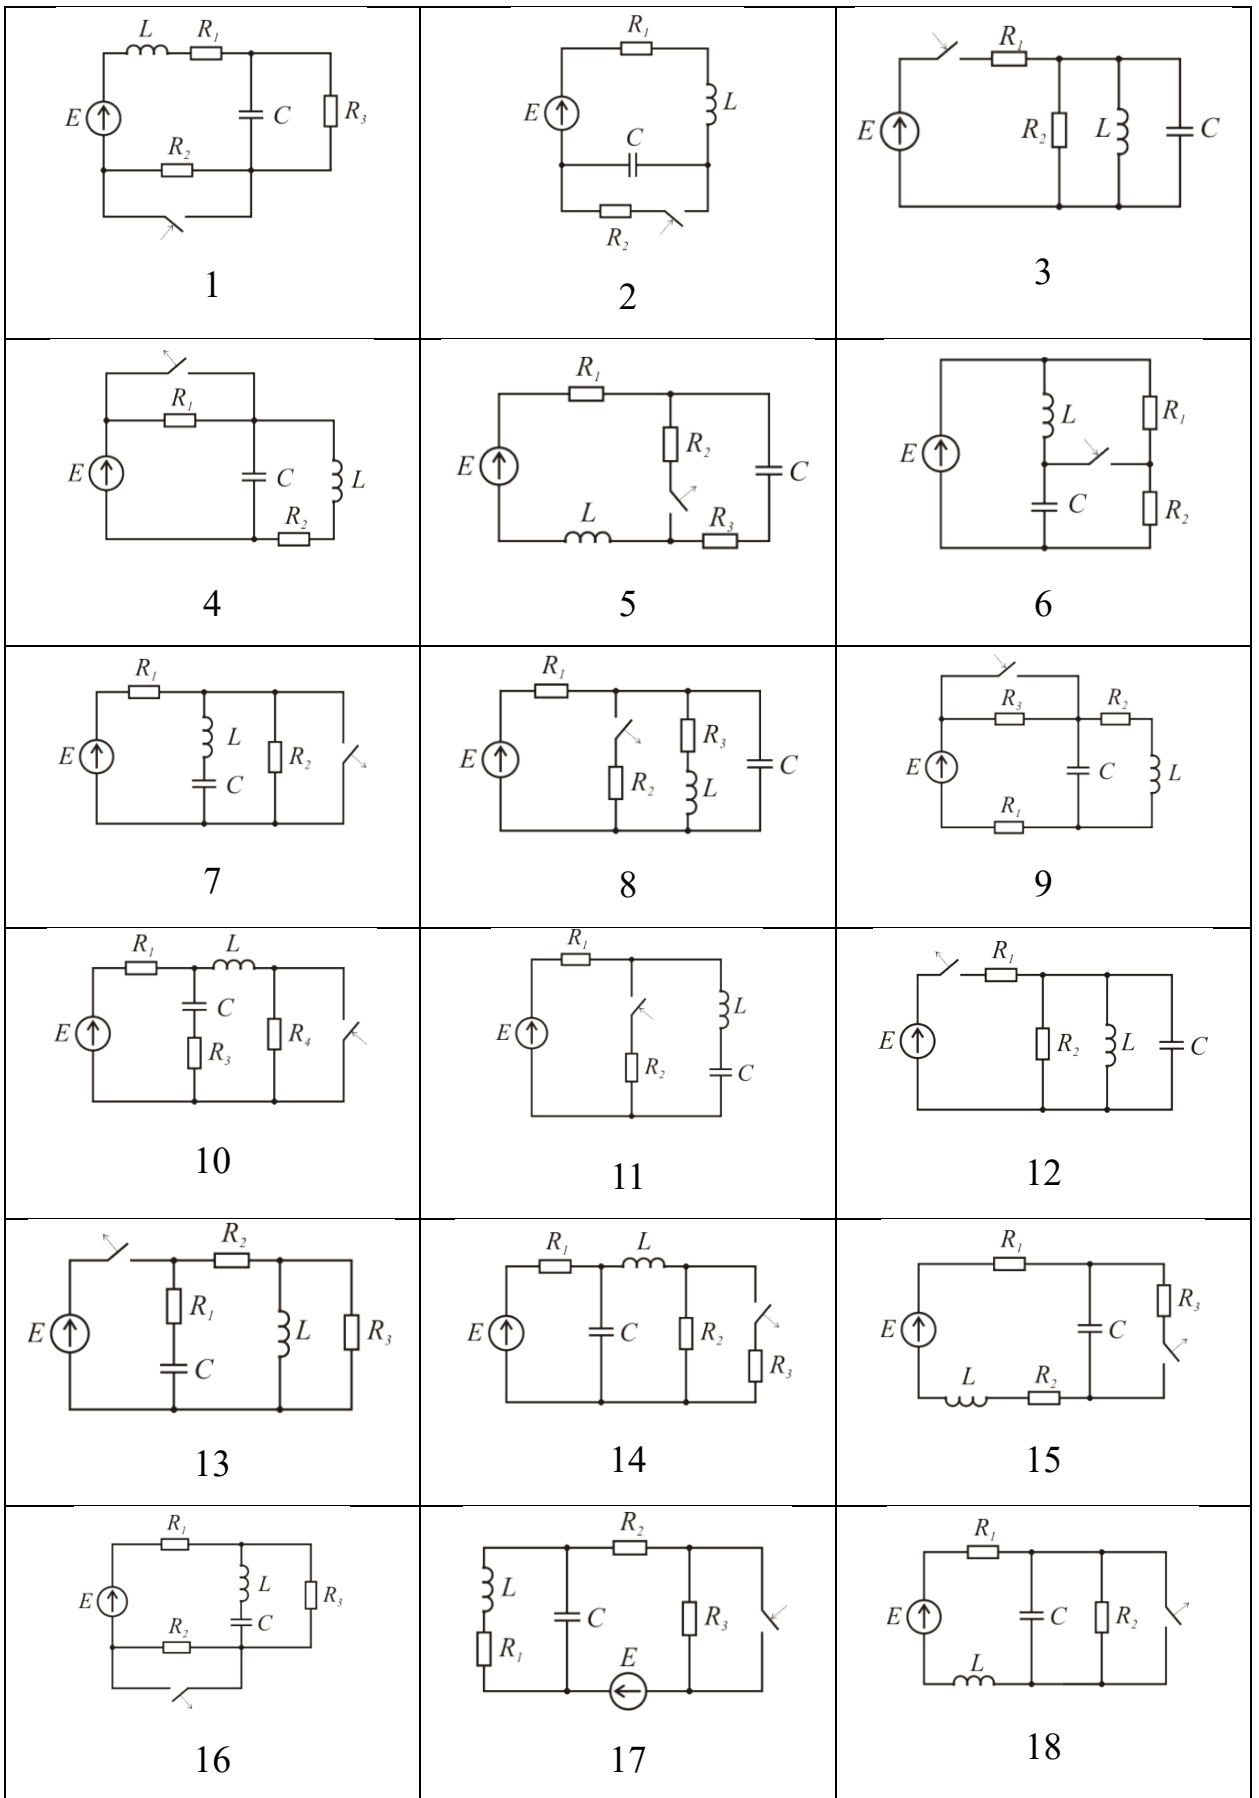 L R₁
E C R₃
R₂
1
R₁
E L
C
R₂
2
R₁
E R₂ L C
3
R₁
E C L
R₂
4
R₁
R₂
E C
L R₃
5
L R₁
E
C R₂
6
R₁
L
E R₂
C
7
R₁
R₃
E C
R₂ L
8
R₃ R₂
E C L
R₁
9
R₁ L
C
E R₄
R₃
10
R₁
L
E
R₂ C
11
R₁
E R₂ L C
12
R₂
R₁
E L R₃
C
13
R₁ L
E C R₂
R₃
14
R₁
R₃
E C
L R₂
15
R₁
L
E R₃
R₂ C
16
R₂
L
C R₃
R₁
E
17
R₁
E C R₂
L
18